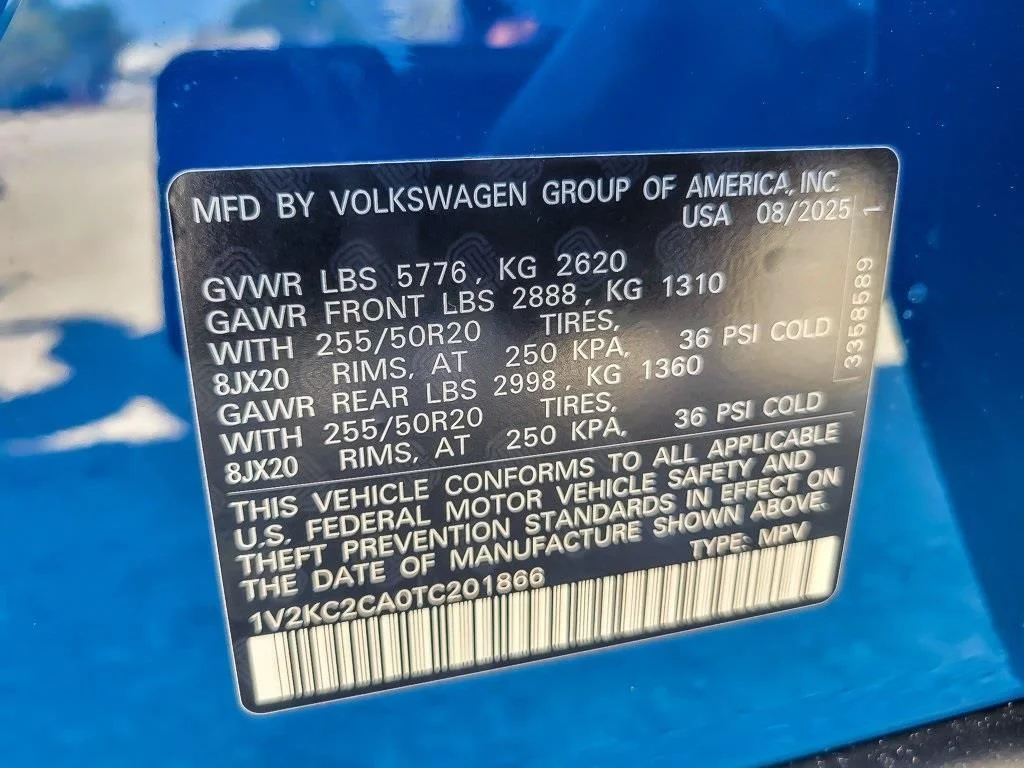 MFD BY VOLKSWAGEN GROUP OF AMERICA, INC.
USA 08/2025
GVWR LBS 5776, KG 2620
GAWR FRONT LBS 2888, KG 1310
WITH 255/50R20 TIRES,
8JX20 RIMS, AT 250 KPA, 36 PSI COLD
GAWR REAR LBS 2998, KG 1360
WITH 255/50R20 TIRES,
8JX20 RIMS, AT 250 KPA, 36 PSI COLD
THIS VEHICLE CONFORMS TO ALL APPLICABLE
U.S. FEDERAL MOTOR VEHICLE SAFETY AND
THEFT PREVENTION STANDARDS IN EFFECT ON
THE DATE OF MANUFACTURE SHOWN ABOVE.
1V2KC2CA0TC201866 TYPE: MPV
3358589 1